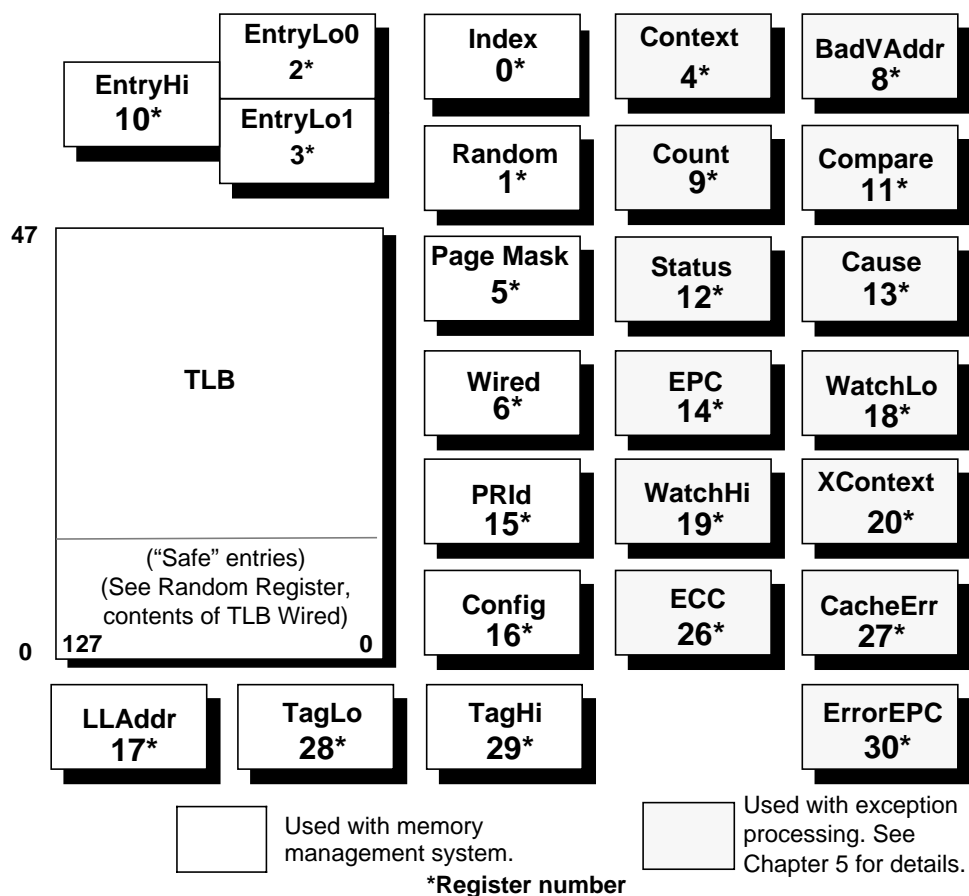 EntryLo0
2*
EntryHi
10*
EntryLo1
3*
Index
0*
Context
4*
BadVAddr
8*
Random
1*
Count
9*
Compare
11*
47
TLB
("Safe" entries)
(See Random Register,
contents of TLB Wired)
127 0
0
Page Mask
5*
Status
12*
Cause
13*
Wired
6*
EPC
14*
WatchLo
18*
PRId
15*
WatchHi
19*
XContext
20*
Config
16*
ECC
26*
CacheErr
27*
LLAddr
17*
TagLo
28*
TagHi
29*
ErrorEPC
30*
Used with memory
management system.
Used with exception
processing. See
Chapter 5 for details.
*Register number